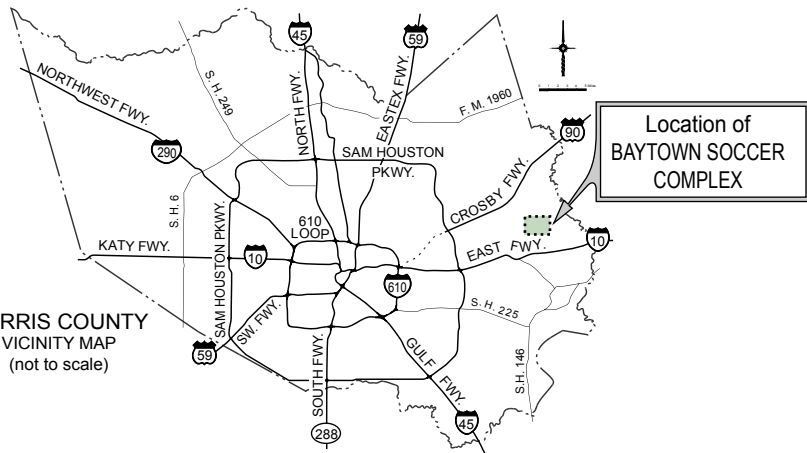 45
59
NORTHWEST FWY.
S. H. 249
NORTH FWY.
EASTEX FWY.
F. M. 1960
90
Location of
BAYTOWN SOCCER
COMPLEX
290
SAM HOUSTON
PKWY.
CROSBY FWY.
S. H. 6
SAM HOUSTON PKWY.
610
LOOP
KATY FWY.
10
EAST FWY.
10
610
S. H. 225
RRIS COUNTY
VICINITY MAP
(not to scale)
59
SW. FWY.
SOUTH FWY.
GULF FWY.
S.H. 146
288
45